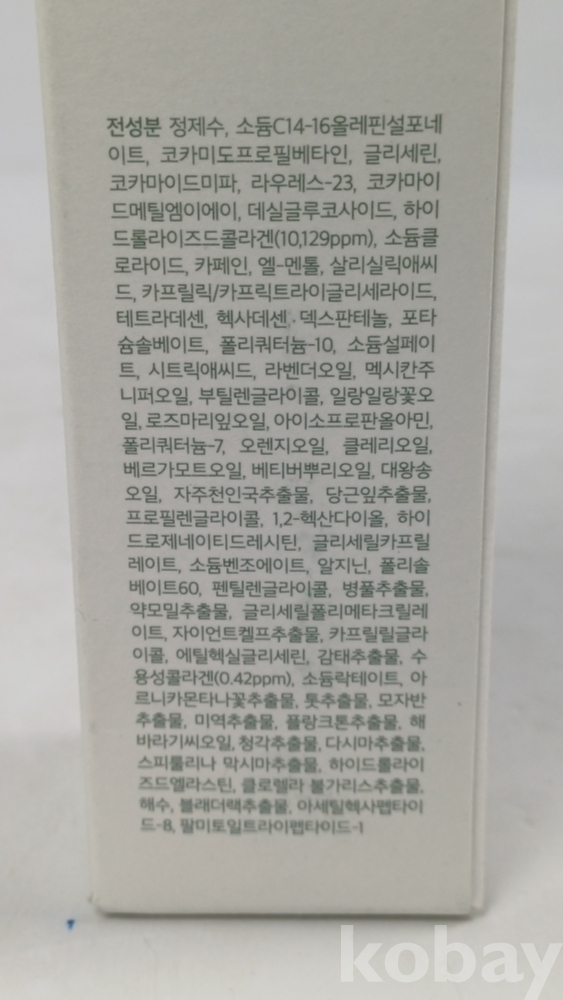 전성분 정제수, 소듐C14-16올레핀설포네
이트, 코카미도프로필베타인, 글리세린,
코카마이드미파, 라우레스-23, 코카마이
드메틸엠이에이, 데실글루코사이드, 하이
드롤라이즈드콜라겐(10,129ppm), 소듐클
로라이드, 카페인, 엘-멘톨, 살리실릭애씨
드, 카프릴릭/카프릭트라이글리세라이드,
테트라데센, 헥사데센, 덱스판테놀, 포타
슘솔베이트, 폴리쿼터늄-10, 소듐설페이
트, 시트릭애씨드, 라벤더오일, 멕시칸주
니퍼오일, 부틸렌글라이콜, 일랑일랑꽃오
일, 로즈마리잎오일, 아이소프로판올아민,
폴리쿼터늄-7, 오렌지오일, 클레리오일,
베르가모트오일, 베티버뿌리오일, 대왕송
오일, 자주천인국추출물, 당근잎추출물,
프로필렌글라이콜, 1,2-헥산다이올, 하이
드로제네이티드레시틴, 글리세릴카프릴
레이트, 소듐벤조에이트, 알지닌, 폴리솔
베이트60, 펜틸렌글라이콜, 병풀추출물,
약모밀추출물, 글리세릴폴리메타크릴레
이트, 자이언트켈프추출물, 카프릴릴글라
이콜, 에틸헥실글리세린, 감태추출물, 수
용성콜라겐(0.42ppm), 소듐락테이트, 아
르니카몬타나꽃추출물, 톳추출물, 모자반
추출물, 미역추출물, 플랑크톤추출물, 해
바라기씨오일, 청각추출물, 다시마추출물,
스피룰리나 막시마추출물, 하이드롤라이
즈드엘라스틴, 클로렐라 불가리스추출물,
해수, 블래더랙추출물, 아세틸헥사펩타이
드-8, 팔미토일트라이펩타이드-1
kobay